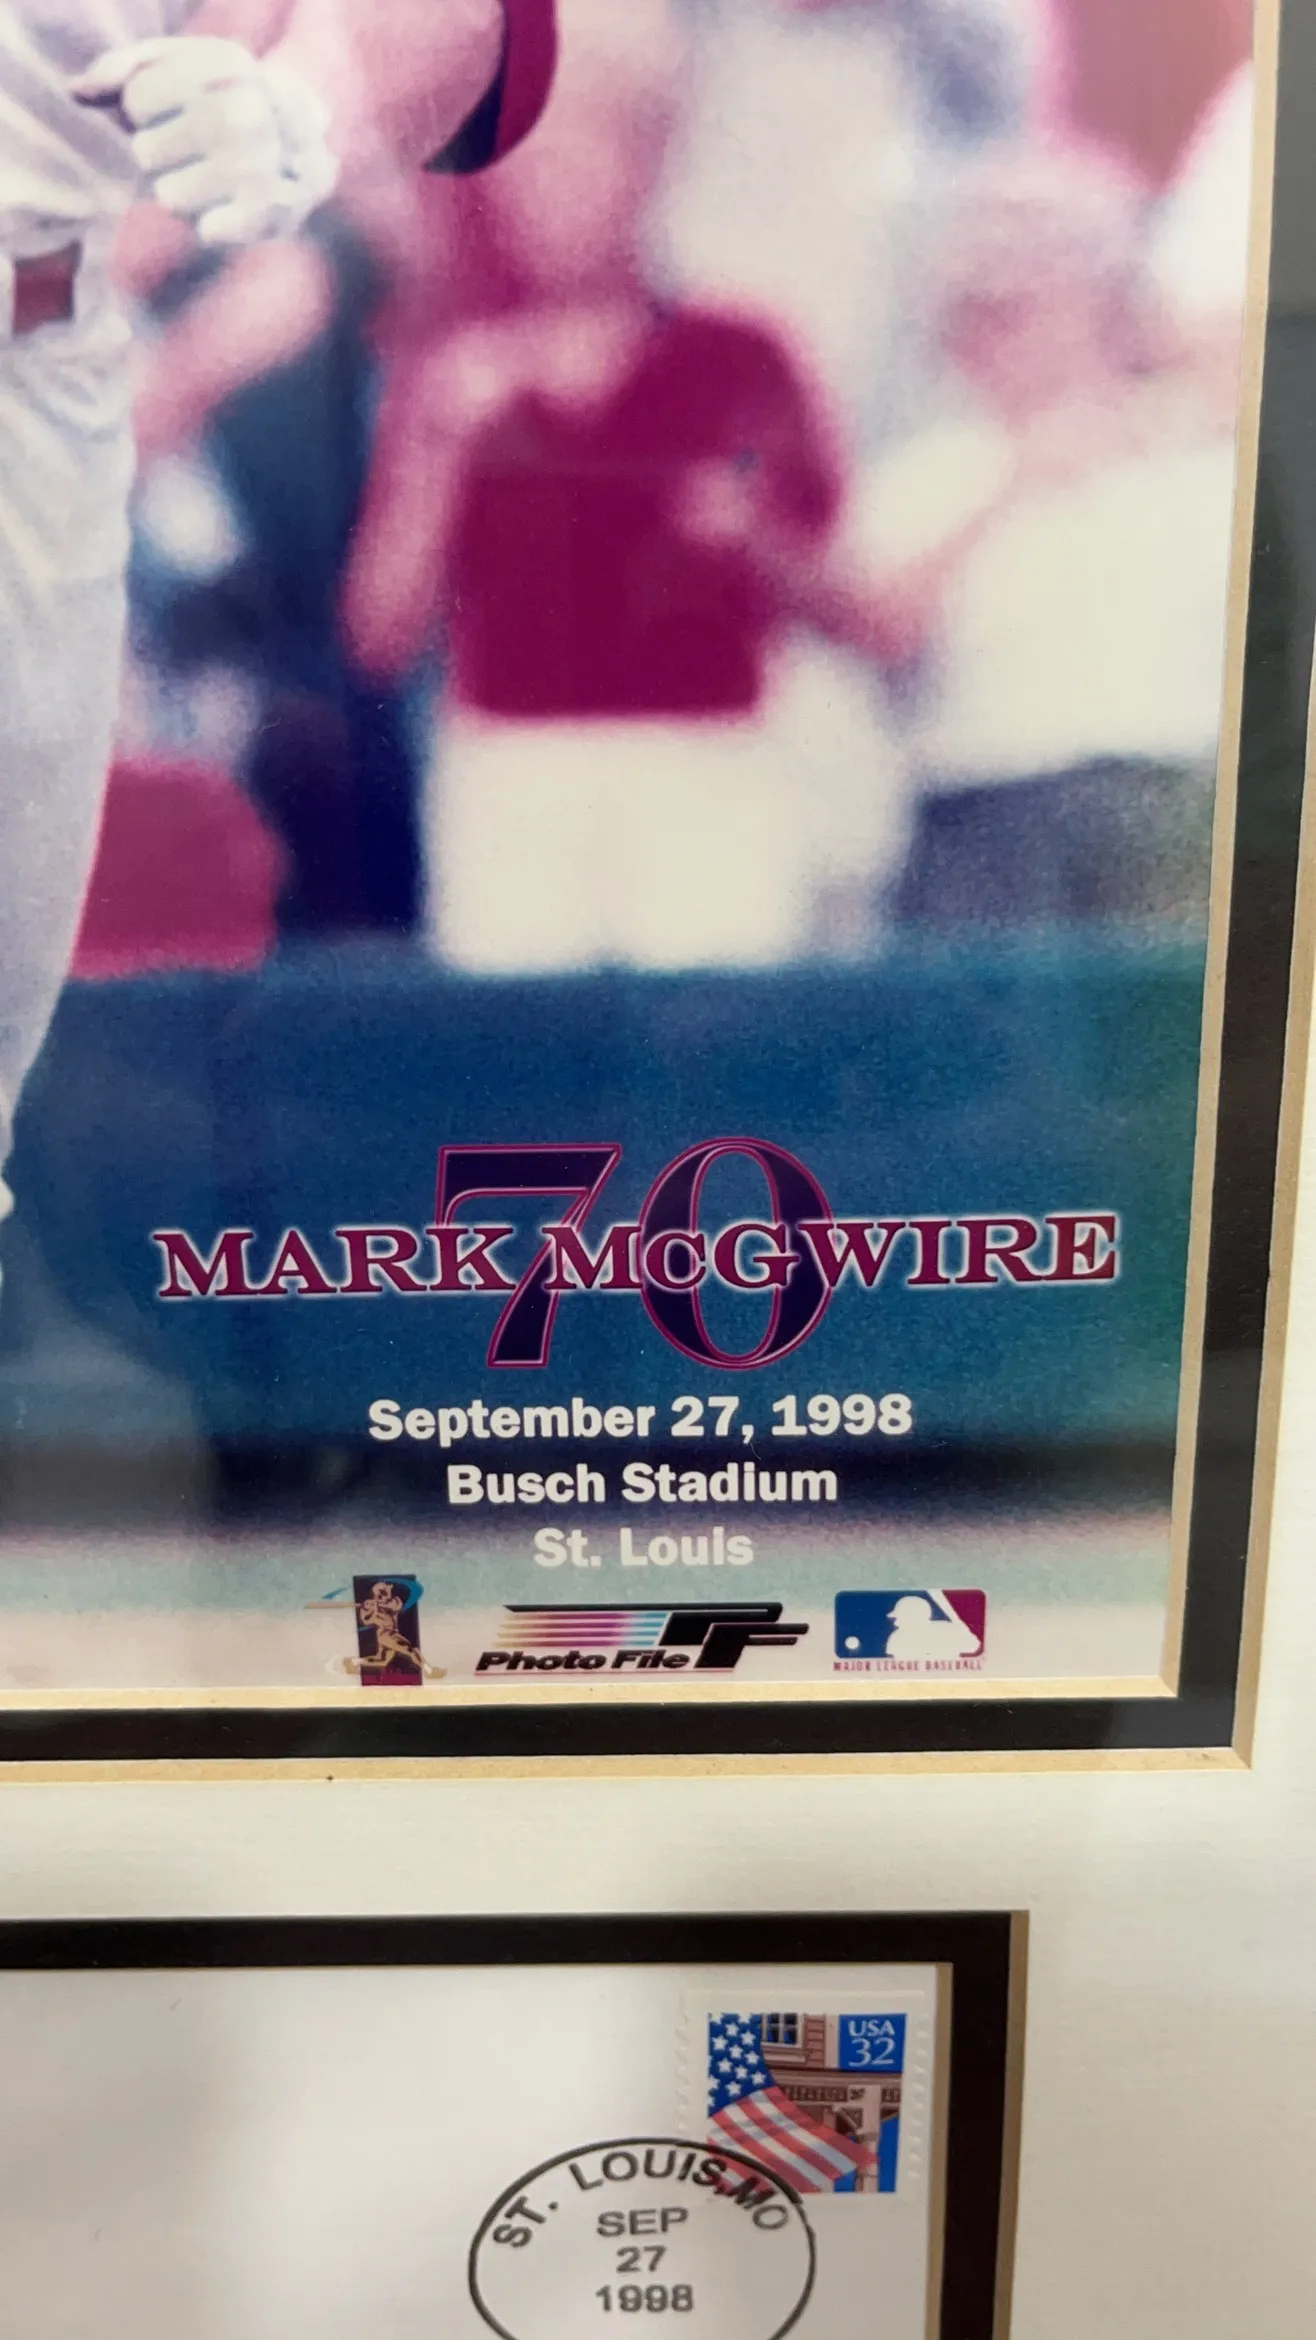 70
MARK McGWIRE
September 27, 1998
Busch Stadium
St. Louis
Photo File PF
MAJOR LEAGUE BASEBALL
USA
32
ST. LOUIS, MO
SEP
27
1998